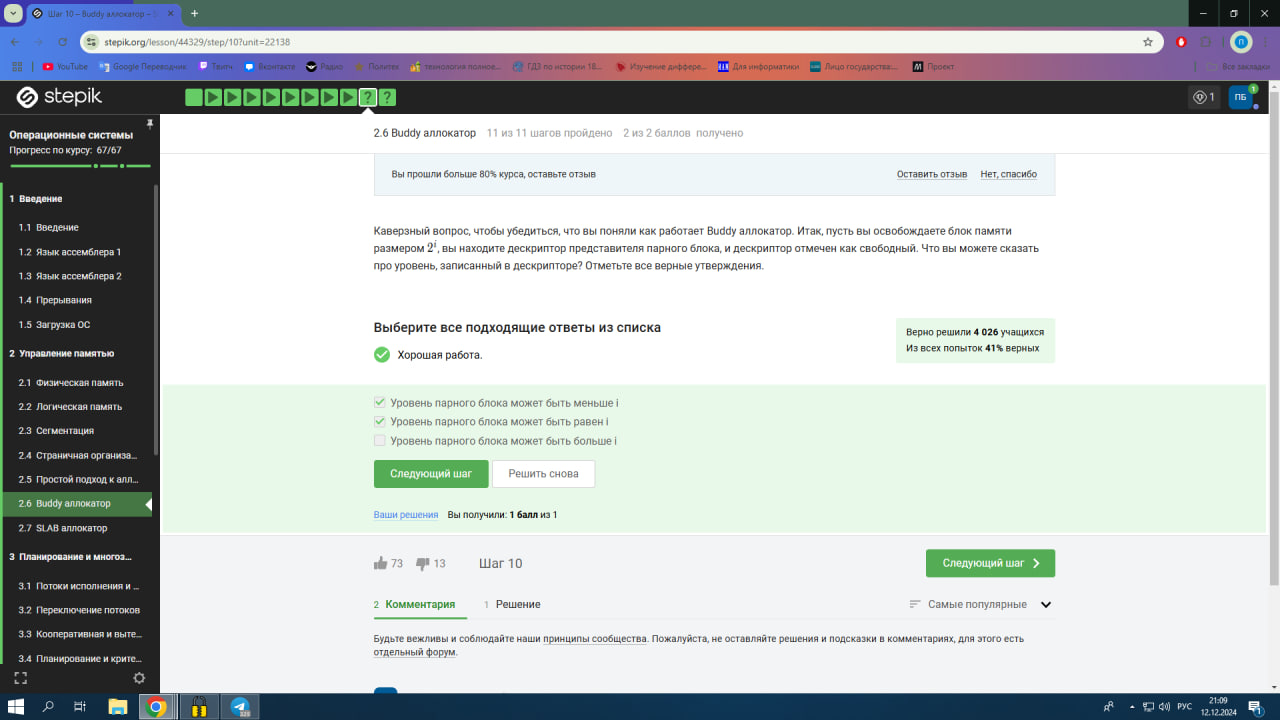 Шаг 10 – Buddy аллокатор – S
stepik.org/lesson/44329/step/10?unit=22138
П
YouTube
Google Переводчик
Твитч
Вконтакте
Радио
Политек
технология полное...
ГДЗ по истории 18...
Изучение диффере...
Для информатики
Лицо государства:...
Проект
Все закладки
stepik
?
?
1
ПБ
1
Операционные системы
Прогресс по курсу: 67/67
1 Введение
1.1 Введение
1.2 Язык ассемблера 1
1.3 Язык ассемблера 2
1.4 Прерывания
1.5 Загрузка ОС
2 Управление памятью
2.1 Физическая память
2.2 Логическая память
2.3 Сегментация
2.4 Страничная организа...
2.5 Простой подход к алл...
2.6 Buddy аллокатор
2.7 SLAB аллокатор
3 Планирование и многоз...
3.1 Потоки исполнения и ...
3.2 Переключение потоков
3.3 Кооперативная и выте...
3.4 Планирование и крите...
2.6 Buddy аллокатор 11 из 11 шагов пройдено 2 из 2 баллов получено
Вы прошли больше 80% курса, оставьте отзыв
Оставить отзыв
Нет, спасибо
Каверзный вопрос, чтобы убедиться, что вы поняли как работает Buddy аллокатор. Итак, пусть вы освобождаете блок памяти
размером 2^i, вы находите дескриптор представителя парного блока, и дескриптор отмечен как свободный. Что вы можете сказать
про уровень, записанный в дескрипторе? Отметьте все верные утверждения.
Выберите все подходящие ответы из списка
Хорошая работа.
Верно решили 4 026 учащихся
Из всех попыток 41% верных
Уровень парного блока может быть меньше i
Уровень парного блока может быть равен i
Уровень парного блока может быть больше i
Следующий шаг
Решить снова
Ваши решения Вы получили: 1 балл из 1
73
13
Шаг 10
Следующий шаг
2 Комментария
1 Решение
Самые популярные
Будьте вежливы и соблюдайте наши принципы сообщества. Пожалуйста, не оставляйте решения и подсказки в комментариях, для этого есть
отдельный форум.
РУС
21:09
12.12.2024
1